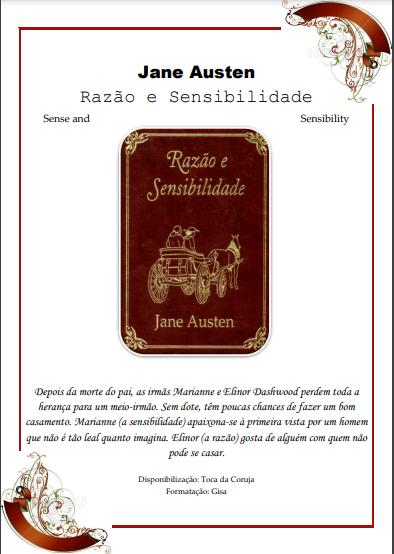 Jane Austen
Razão e Sensibilidade
Sense and Sensibility
Razão e
Sensibilidade
Jane Austen
Depois da morte do pai, as irmãs Marianne e Elinor Dashwood perdem toda a
herança para um meio-irmão. Sem dote, têm poucas chances de fazer um bom
casamento. Marianne (a sensibilidade) apaixona-se à primeira vista por um homem
que não é tão leal quanto imagina. Elinor (a razão) gosta de alguém com quem não
pode se casar.
Disponibilização: Toca da Coruja
Formatação: Gisa